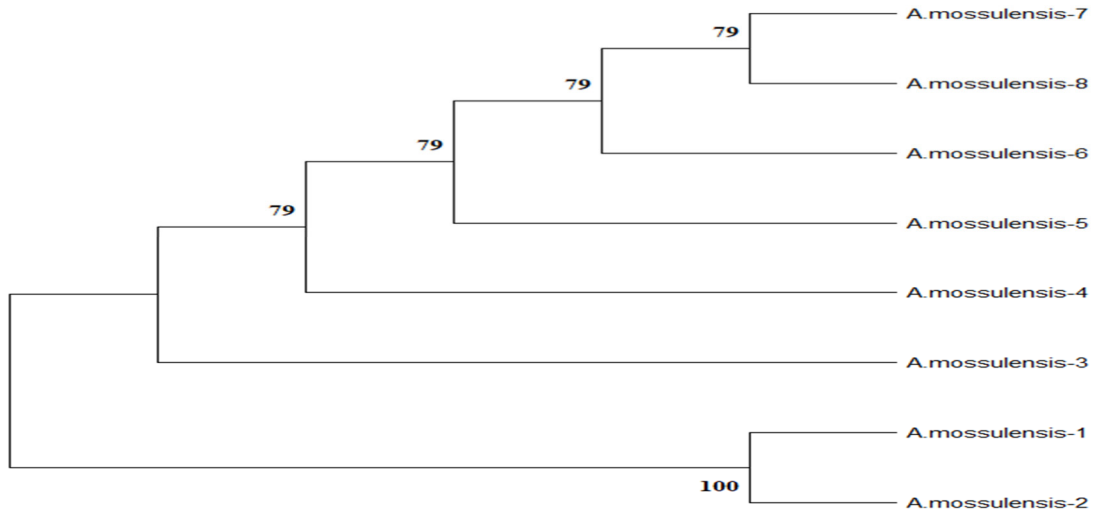 A.mossulensis-7
79
A.mossulensis-8
79
79
A.mossulensis-6
79
A.mossulensis-5
A.mossulensis-4
A.mossulensis-3
A.mossulensis-1
100
A.mossulensis-2